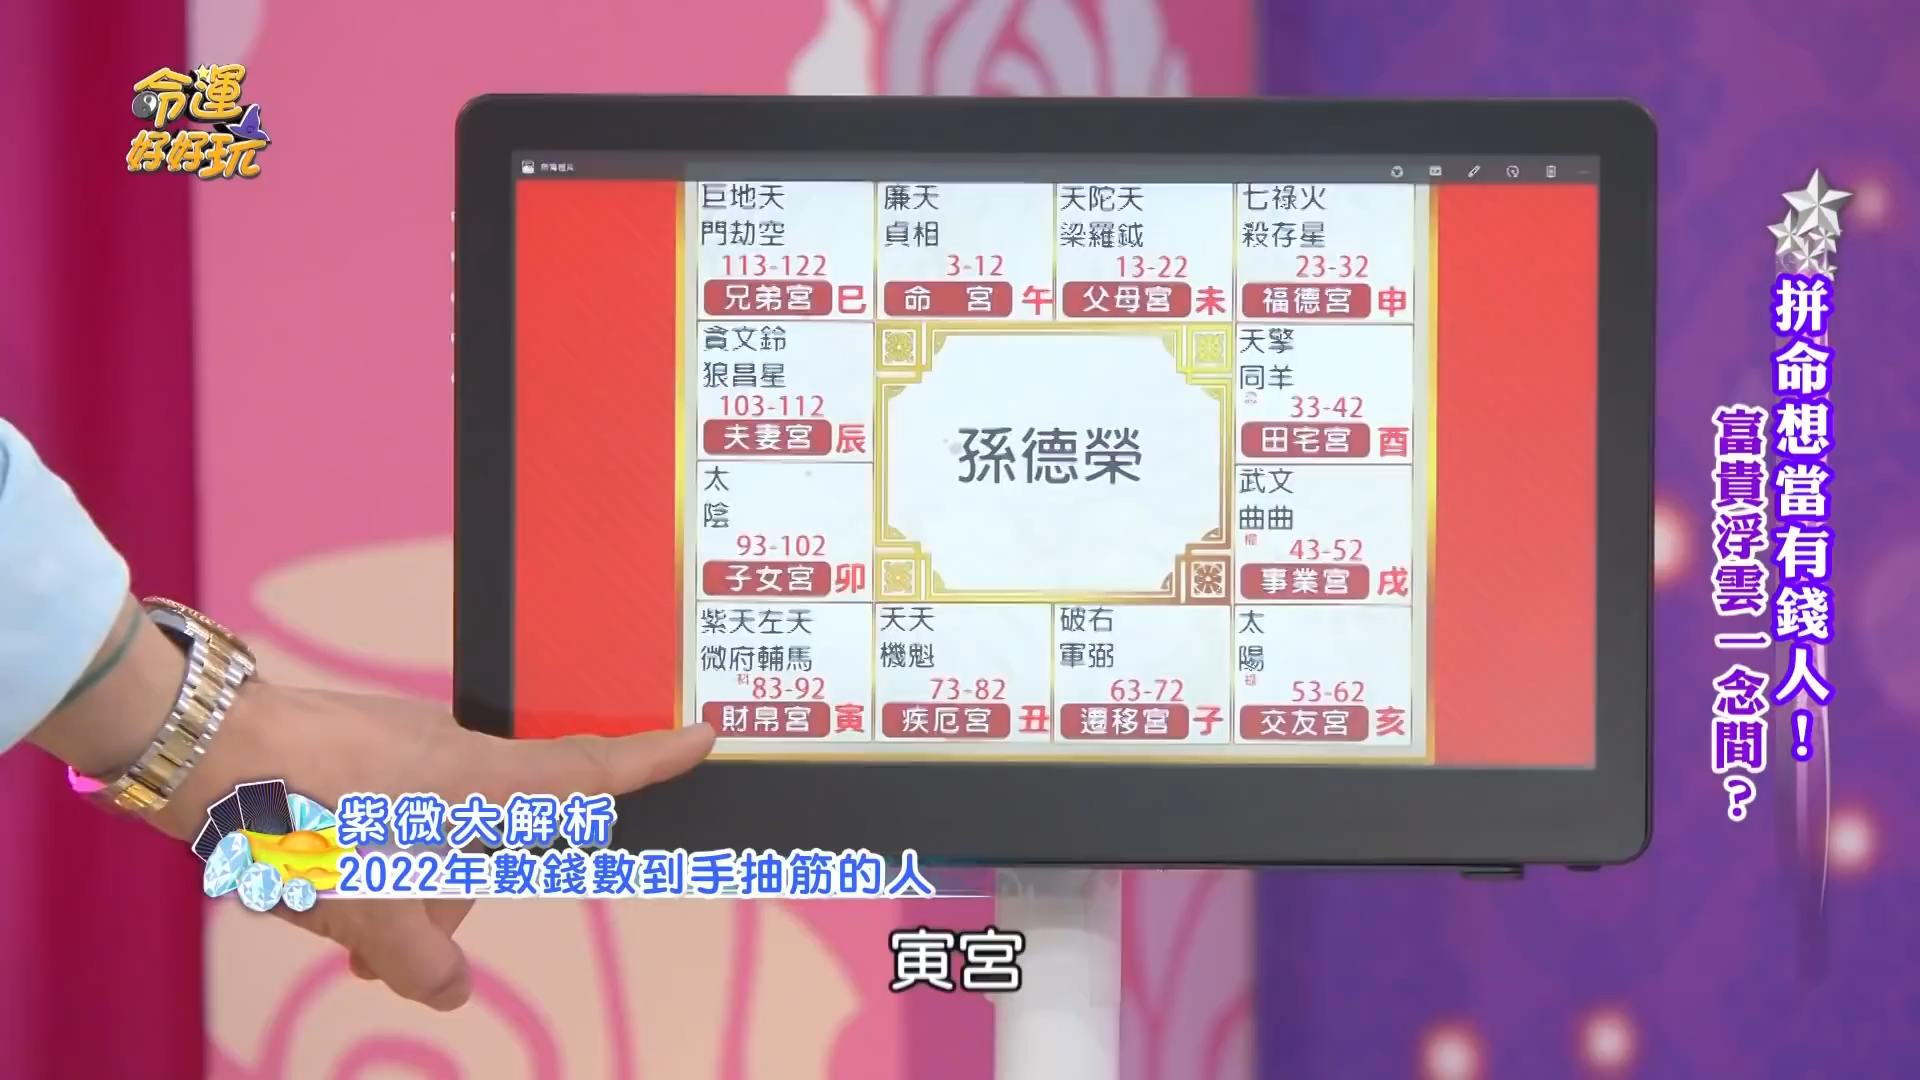 命運
好好玩
巨地天
門劫空
113-122
兄弟宮 巳
廉天
貞相
3-12
命 宮 午
天陀天
梁羅鉞
13-22
父母宮 未
七祿火
殺存星
23-32
福德宮 申
貪文鈴
狼昌星
103-112
夫妻宮 辰
孫德榮
天擎
同羊
33-42
田宅宮 酉
太
陰
93-102
子女宮 卯
武文
曲曲
權
43-52
事業宮 戌
紫天左天
微府輔馬
科
83-92
財帛宮 寅
天天
機魁
73-82
疾厄宮 丑
破右
軍弼
63-72
遷移宮 子
太
陽
53-62
交友宮 亥
拼命想當有錢人！
富貴浮雲一念間？
紫微大解析
2022年數錢數到手抽筋的人
寅宮